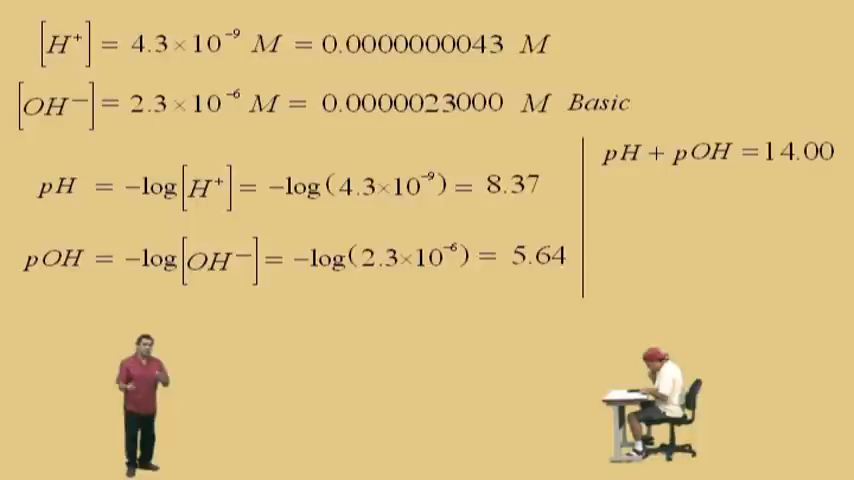 [H⁺] = 4.3×10⁻⁹ M = 0.0000000043 M
[OH⁻] = 2.3×10⁻⁶ M = 0.0000023000 M Basic
pH + pOH = 14.00
pH = -log[H⁺] = -log(4.3×10⁻⁹) = 8.37
pOH = -log[OH⁻] = -log(2.3×10⁻⁶) = 5.64